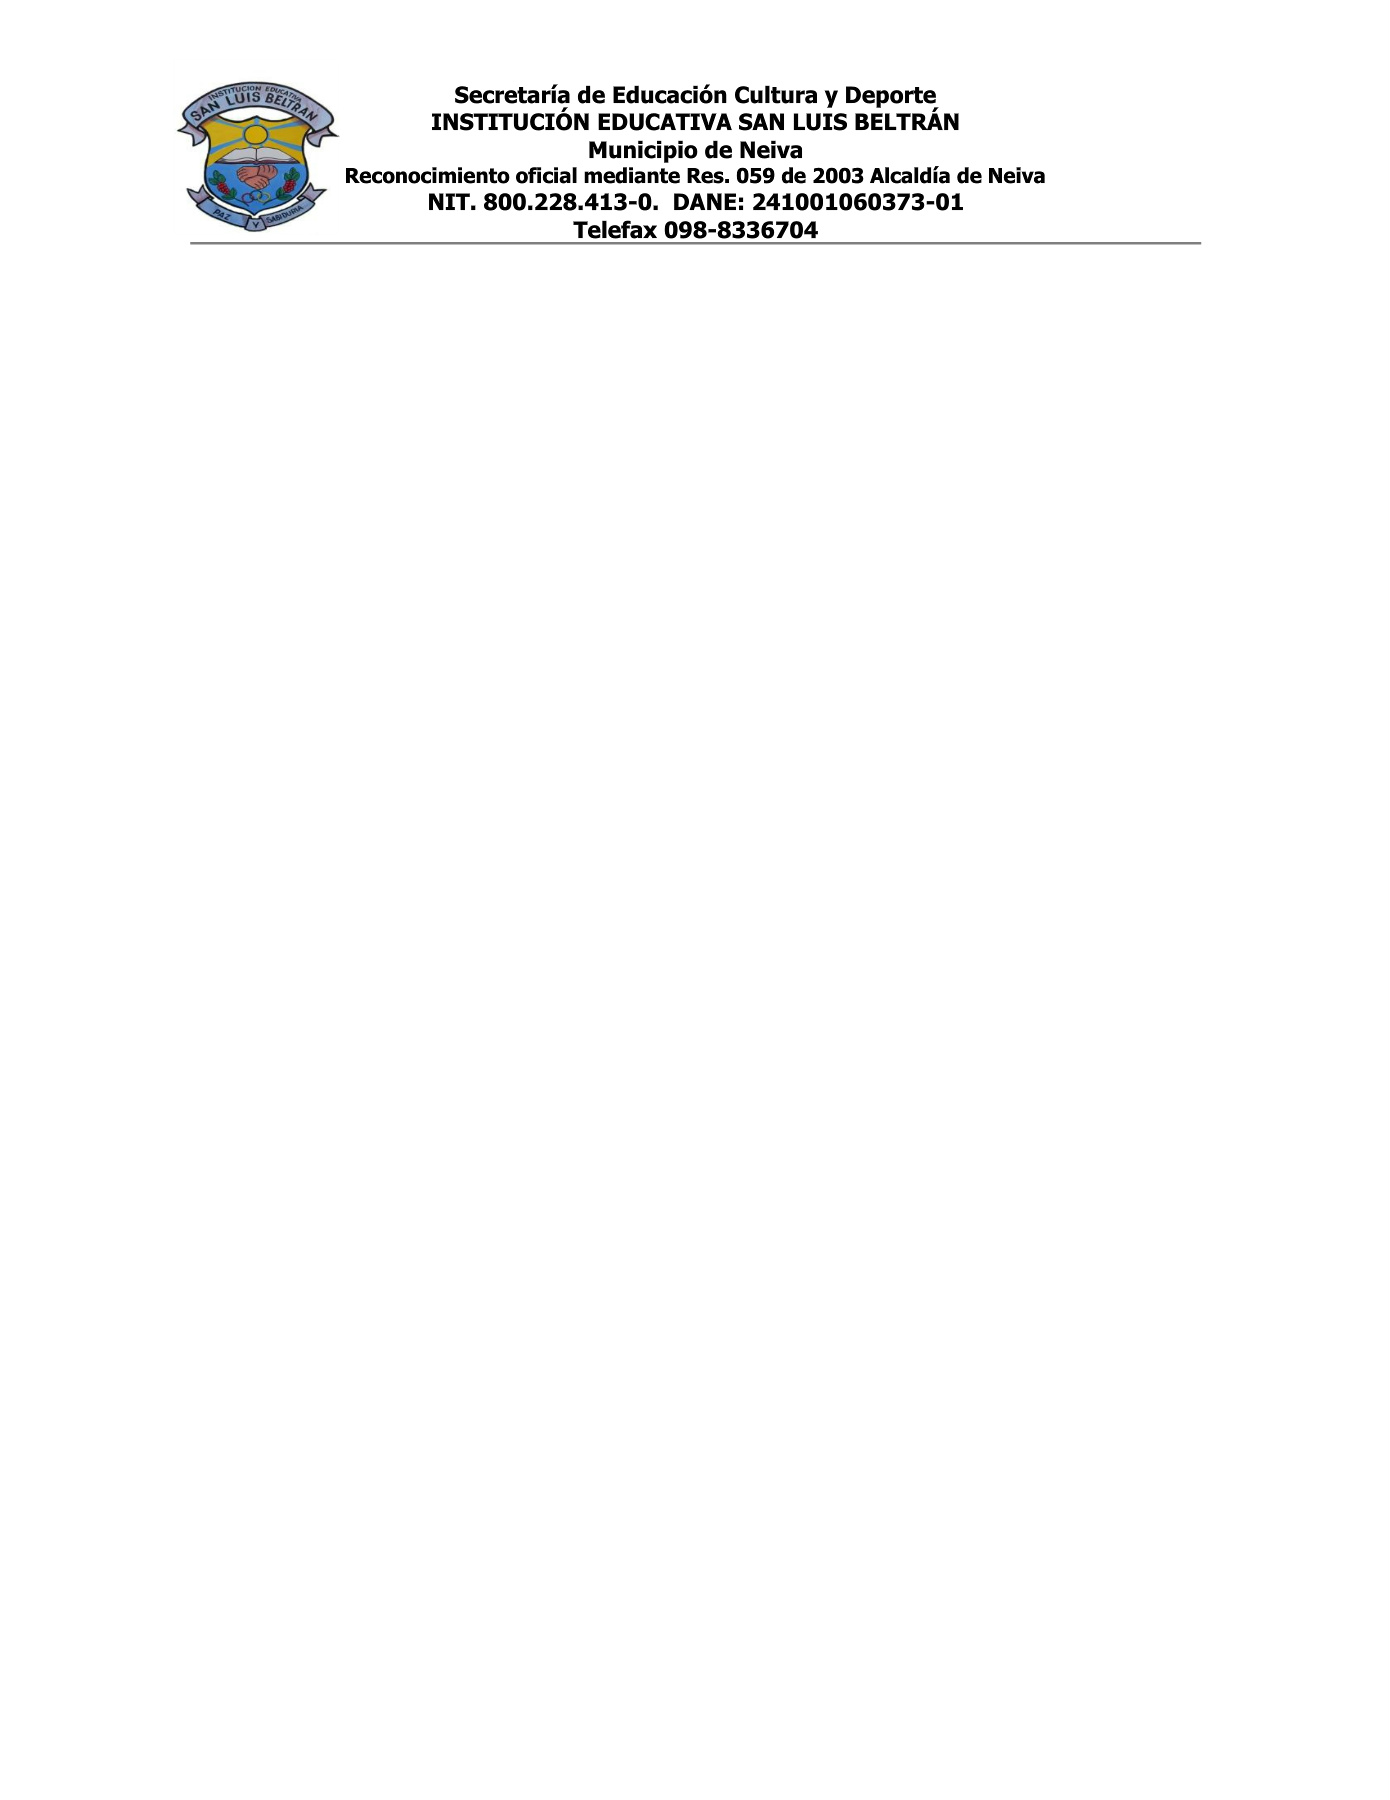 INSTITUCION EDUCATIVA
SAN LUIS BELTRAN
PAZ Y SABIDURIA
Secretaría de Educación Cultura y Deporte
INSTITUCIÓN EDUCATIVA SAN LUIS BELTRÁN
Municipio de Neiva
Reconocimiento oficial mediante Res. 059 de 2003 Alcaldía de Neiva
NIT. 800.228.413-0.  DANE: 241001060373-01
Telefax 098-8336704